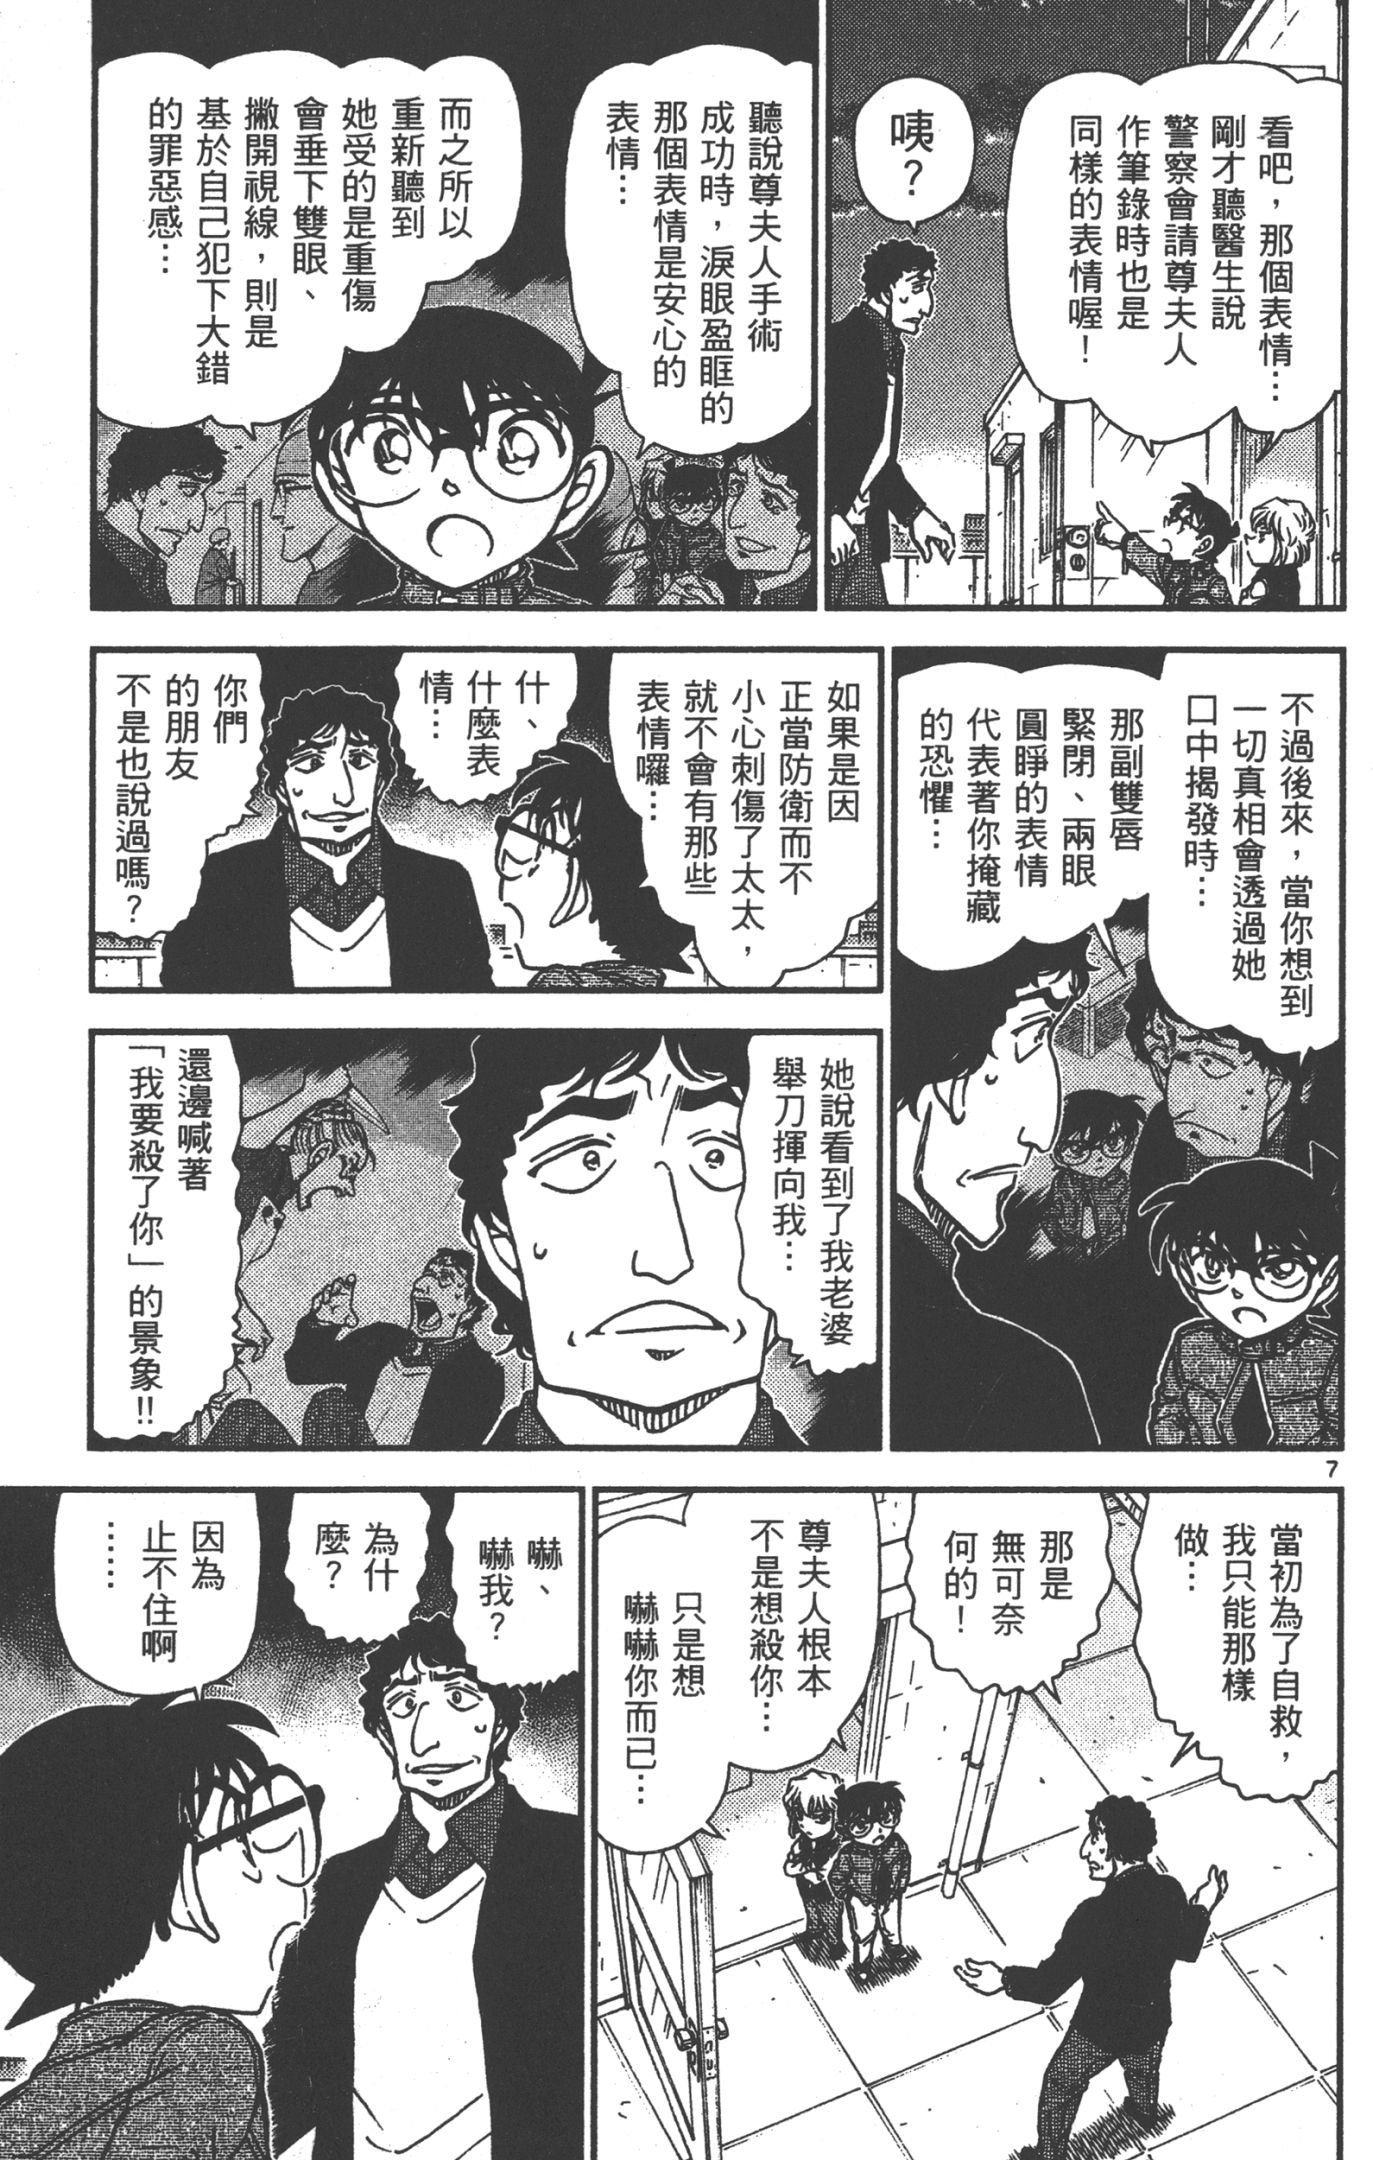 看吧，那個表情…
剛才聽醫生說
警察會請尊夫人
作筆錄時也是
同樣的表情喔！
咦？
聽說尊夫人手術
成功時，淚眼盈眶的
那個表情是安心的
表情…
而之所以
重新聽到
她受的是重傷
會垂下雙眼、
撇開視線，則是
基於自己犯下大錯
的罪惡感…
不過後來，當你想到
一切真相會透過她
口中揭發時…
那副雙唇
緊閉、兩眼
圓睜的表情
代表著你掩藏
的恐懼…
如果是因
正當防衛而不
小心刺傷了太太，
就不會有那些
表情囉…
什、
什麼表
情…
你們
的朋友
不是也說過嗎？
她說看到了我老婆
舉刀揮向我…
還邊喊著
「我要殺了你」的景象!!
7
當初為了自救，
我只能那樣
做…
那是
無可奈
何的！
尊夫人根本
不是想殺你…
只是想
嚇嚇你而已…
嚇、
嚇我？
為什
麼？
因為
止不住啊
……